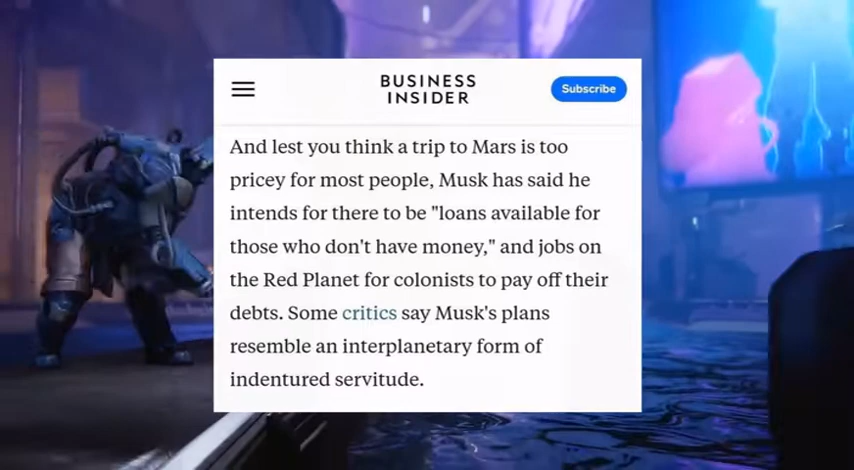 BUSINESS
INSIDER
Subscribe
And lest you think a trip to Mars is too
pricey for most people, Musk has said he
intends for there to be "loans available for
those who don't have money," and jobs on
the Red Planet for colonists to pay off their
debts. Some critics say Musk's plans
resemble an interplanetary form of
indentured servitude.